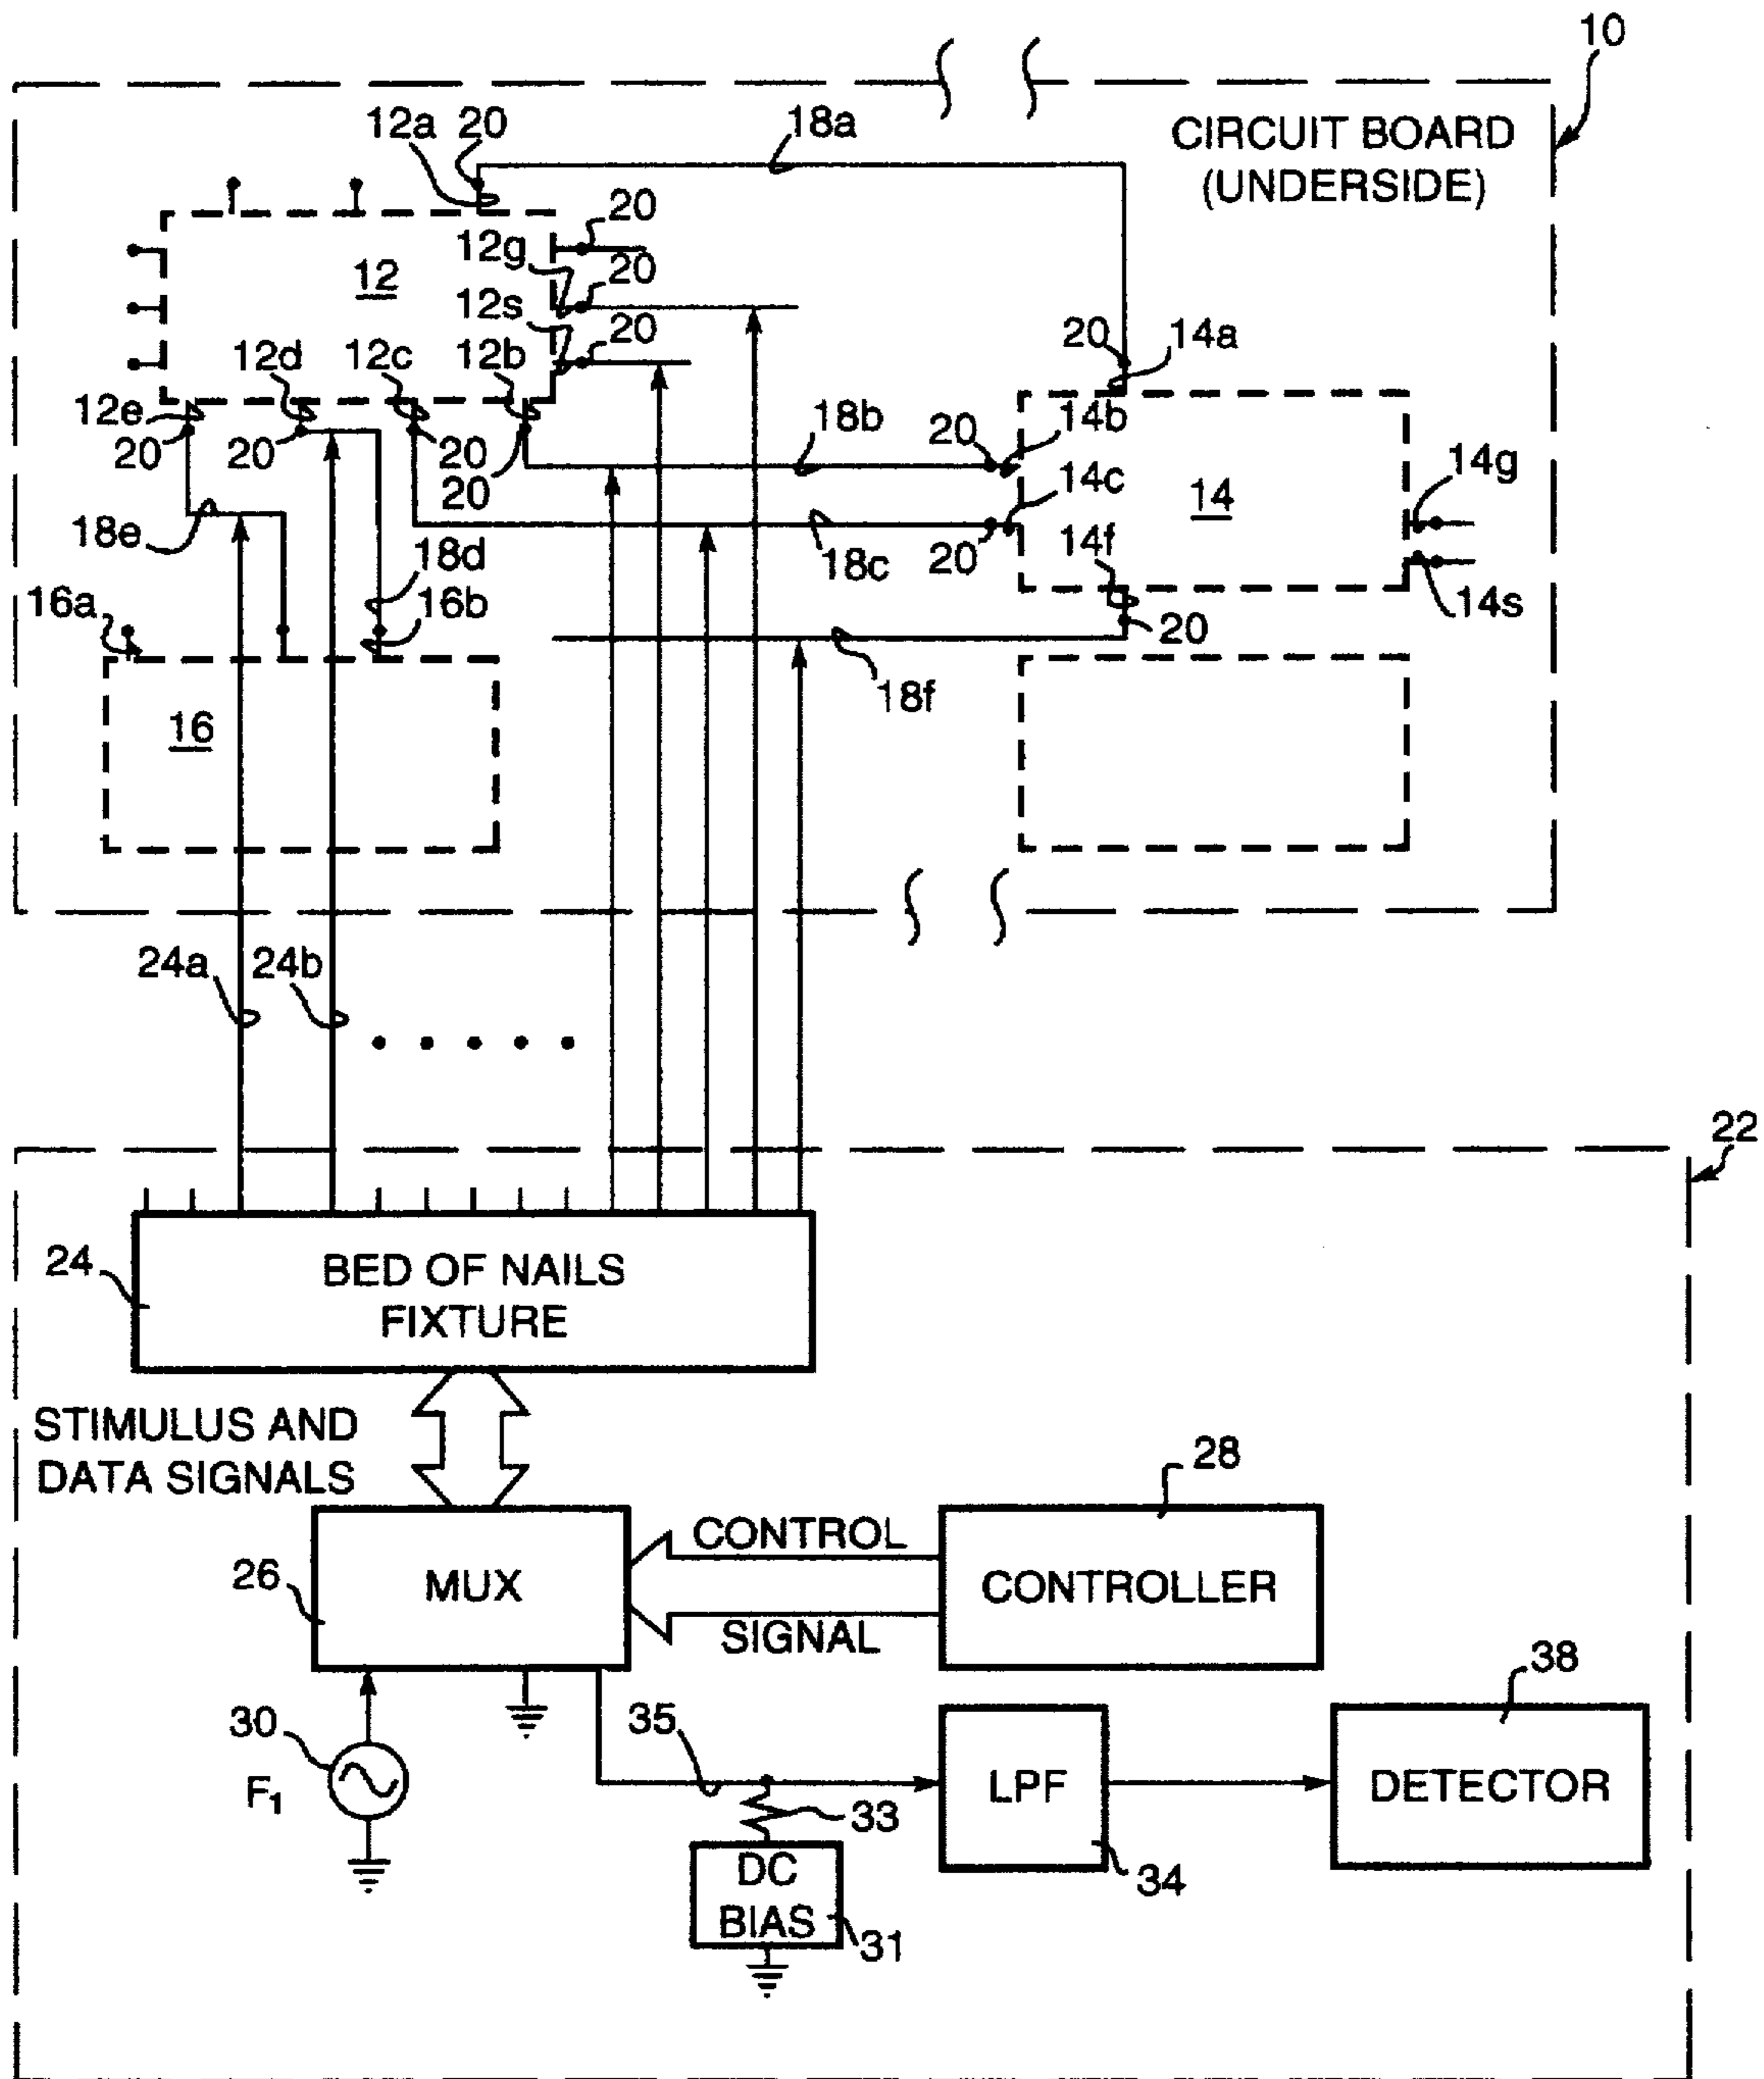 10
12a 20
18a
CIRCUIT BOARD
(UNDERSIDE)
20
12g
12
20
12s
20
12d 12c 12b
20 14a
12e
18b
20 14b
20 20 20
20
14c
14
14g
18e
18d
18c
20
14f
16a
16b
14s
20
18f
16
24a 24b
22
24
BED OF NAILS
FIXTURE
STIMULUS AND
DATA SIGNALS
28
CONTROL
26
MUX
CONTROLLER
SIGNAL
38
30
35
F1
LPF
DETECTOR
33
DC
BIAS
34
31